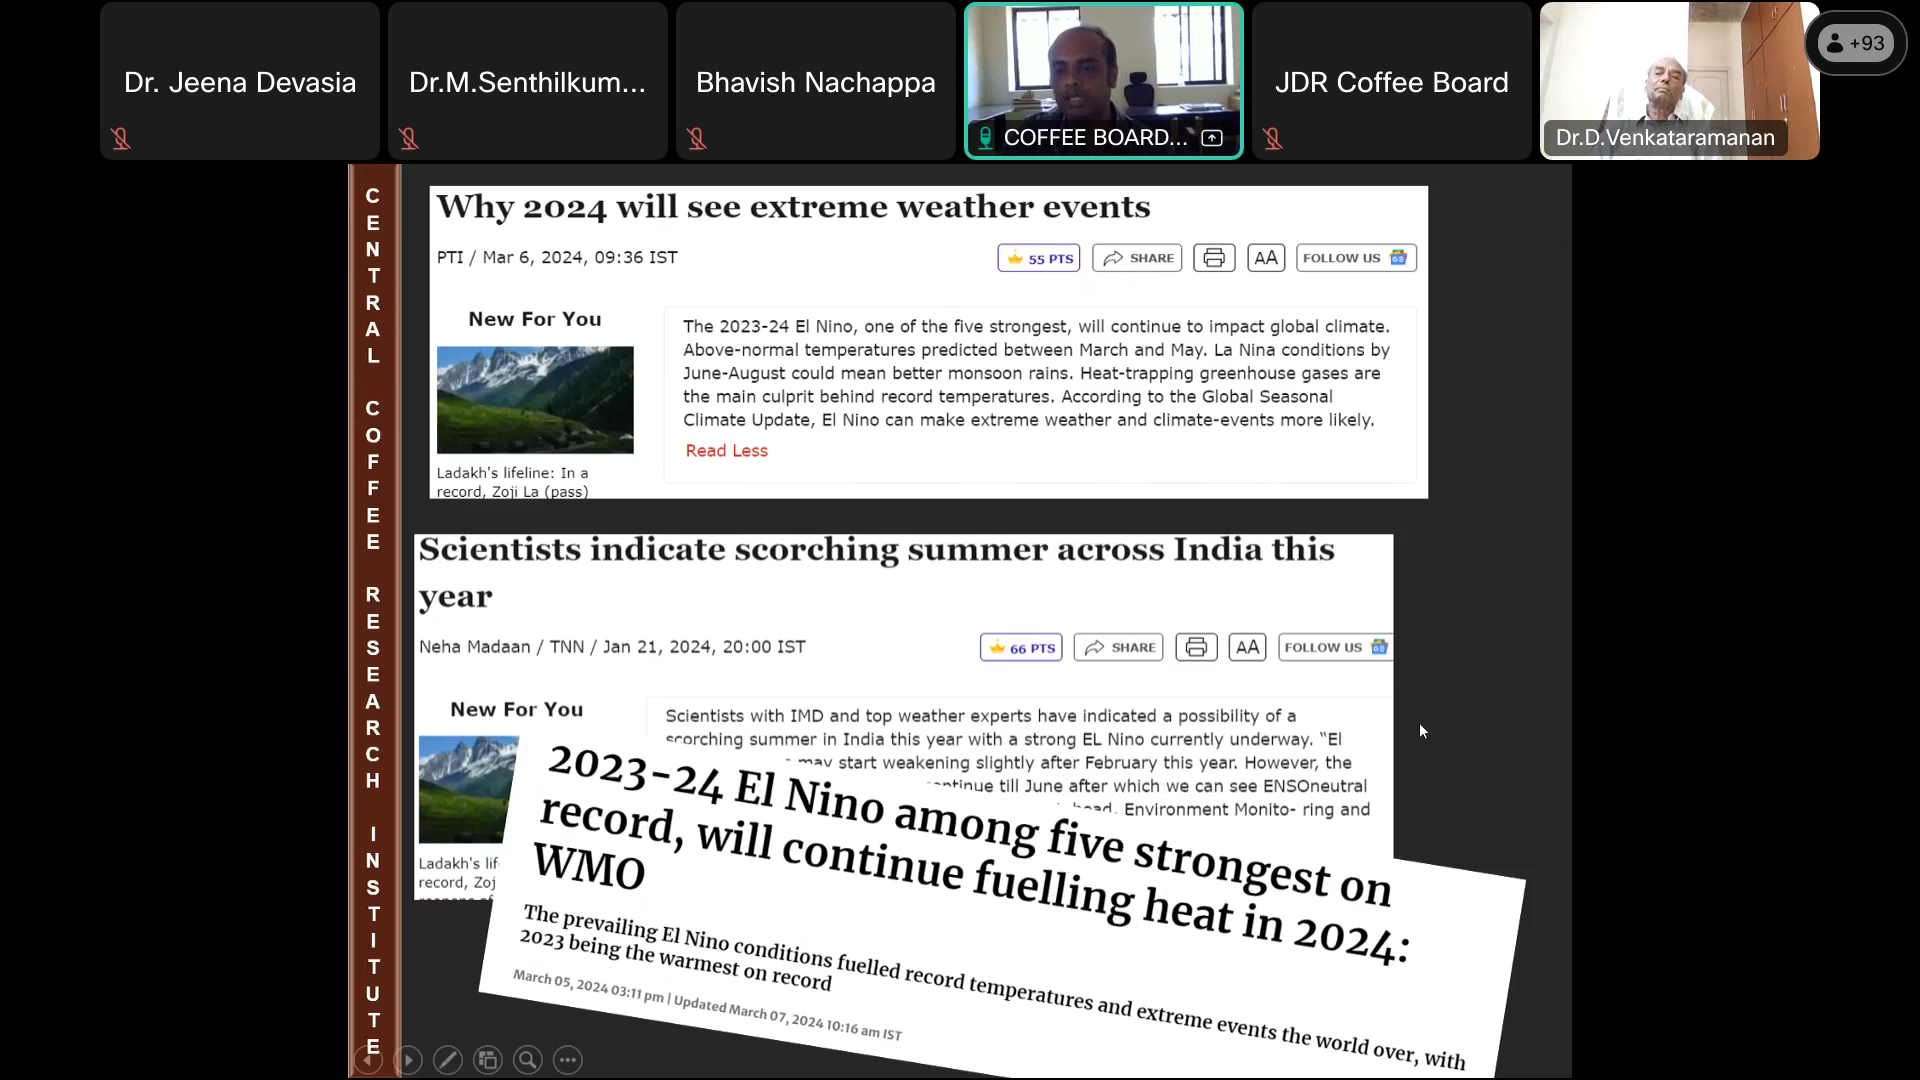 Dr. Jeena Devasia
Dr.M.Senthilkum...
Bhavish Nachappa
COFFEE BOARD...
JDR Coffee Board
Dr.D.Venkataramanan
+93
CENTRAL COFFEE RESEARCH INSTITUTE
Why 2024 will see extreme weather events
PTI / Mar 6, 2024, 09:36 IST
55 PTS
SHARE
AA
FOLLOW US
New For You
Ladakh's lifeline: In a
record, Zoji La (pass)
The 2023-24 El Nino, one of the five strongest, will continue to impact global climate.
Above-normal temperatures predicted between March and May. La Nina conditions by
June-August could mean better monsoon rains. Heat-trapping greenhouse gases are
the main culprit behind record temperatures. According to the Global Seasonal
Climate Update, El Nino can make extreme weather and climate-events more likely.
Read Less
Scientists indicate scorching summer across India this
year
Neha Madaan / TNN / Jan 21, 2024, 20:00 IST
66 PTS
SHARE
AA
FOLLOW US
New For You
Ladakh's lif
record, Zoj
Scientists with IMD and top weather experts have indicated a possibility of a
scorching summer in India this year with a strong EL Nino currently underway. “El
may start weakening slightly after February this year. However, the
till June after which we can see ENSOneutral
Environment Monito- ring and
2023-24 El Nino among five strongest on
record, will continue fuelling heat in 2024:
WMO
The prevailing El Nino conditions fuelled record temperatures and extreme events the world over, with
2023 being the warmest on record
March 05, 2024 03:11 pm | Updated March 07, 2024 10:16 am IST